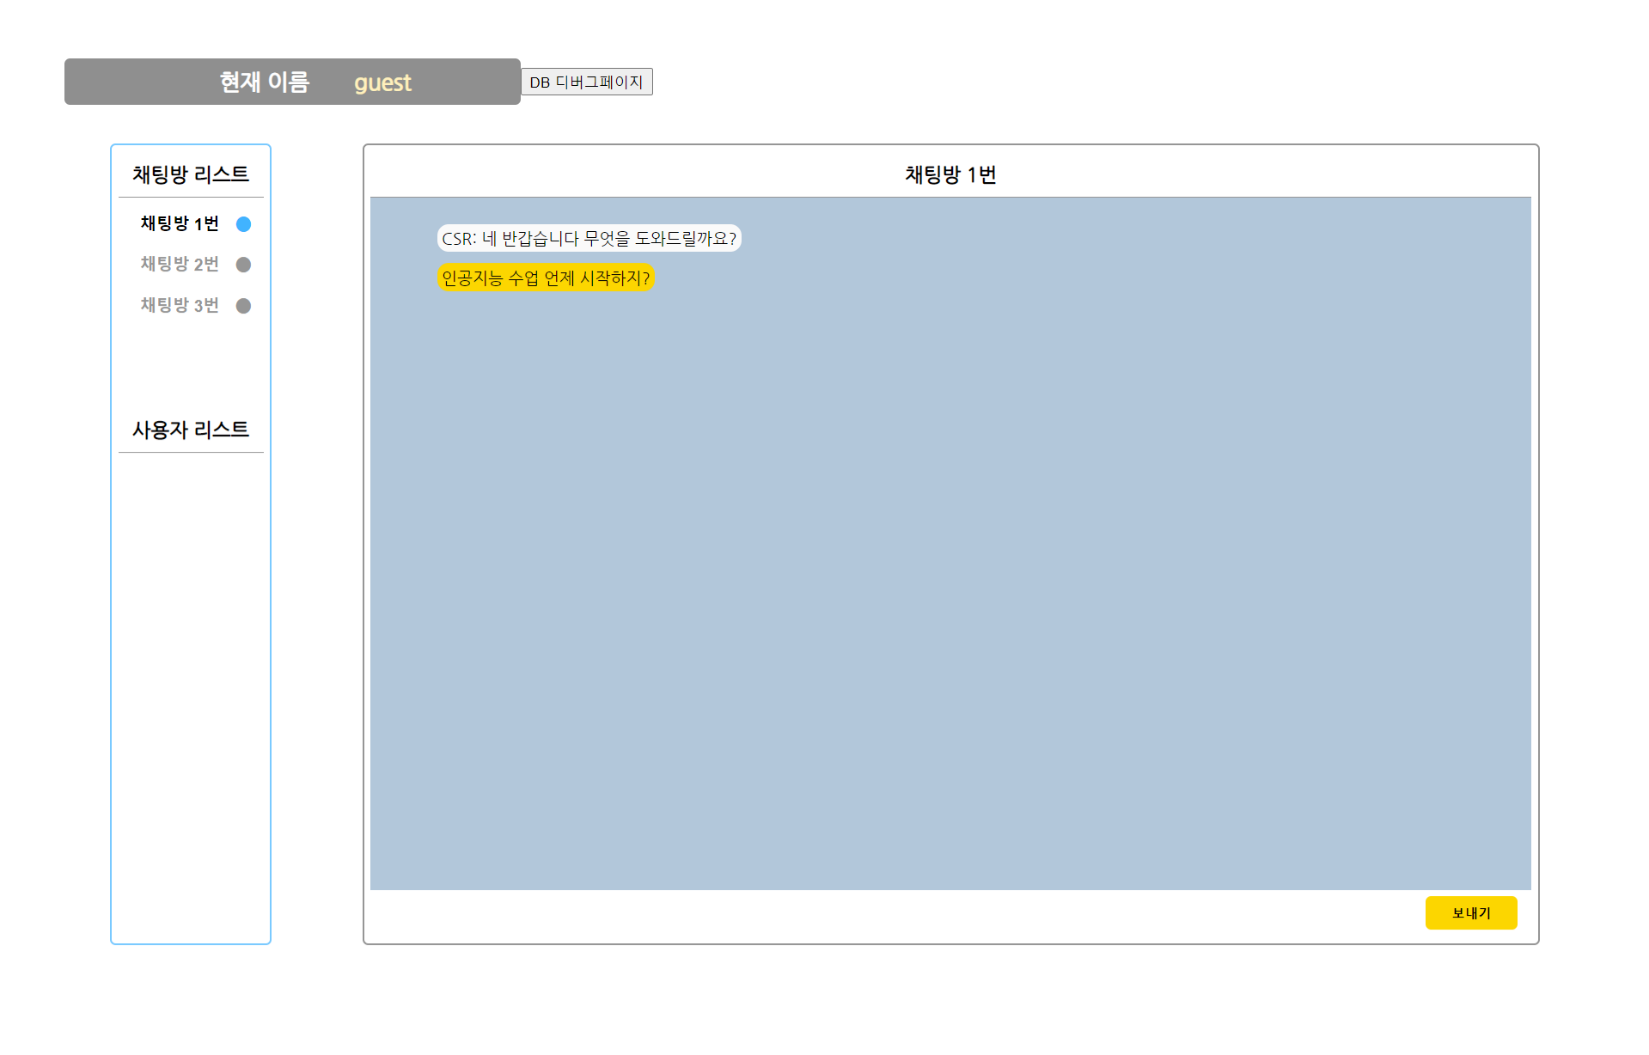 현재 이름 guest DB 디버그페이지
채팅방 리스트
채팅방 1번
채팅방 2번
채팅방 3번
사용자 리스트
채팅방 1번
CSR: 네 반갑습니다 무엇을 도와드릴까요?
인공지능 수업 언제 시작하지?
보내기